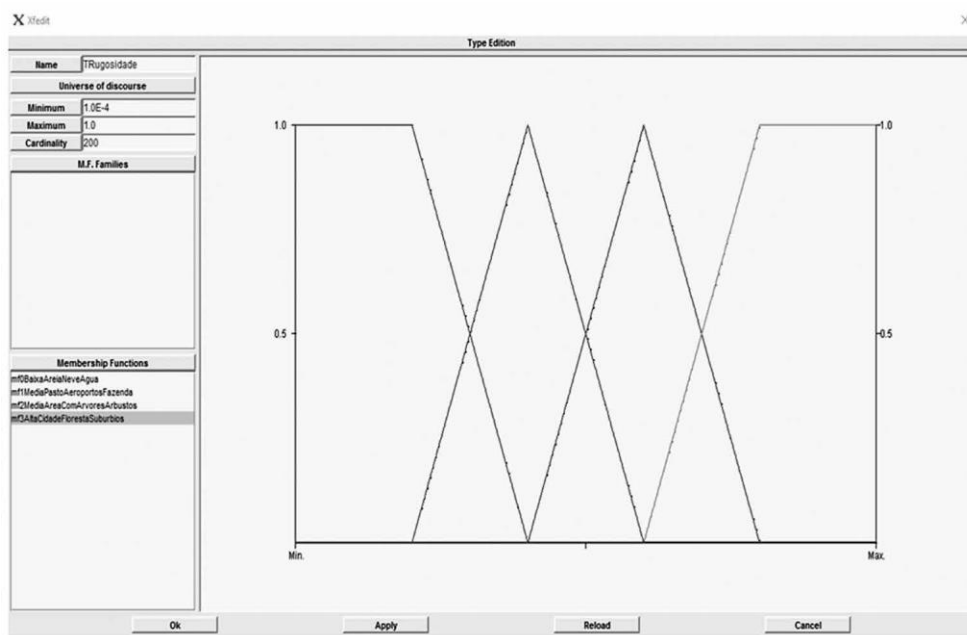 X Xfedit X
Type Edition
Name TRugosidade
Universe of discourse
Minimum 1.0E-4
Maximum 1.0
Cardinality 200
M.F. Families
Membership Functions
mf0BaixaAreiaNeveAgua
mf1MediaPastoAeroportosFazenda
mf2MediaAreaComArvoresArbustos
mf3AltaCidadeFlorestaSuburbios
1.0 1.0
0.5 0.5
Min. Max.
Ok Apply Reload Cancel